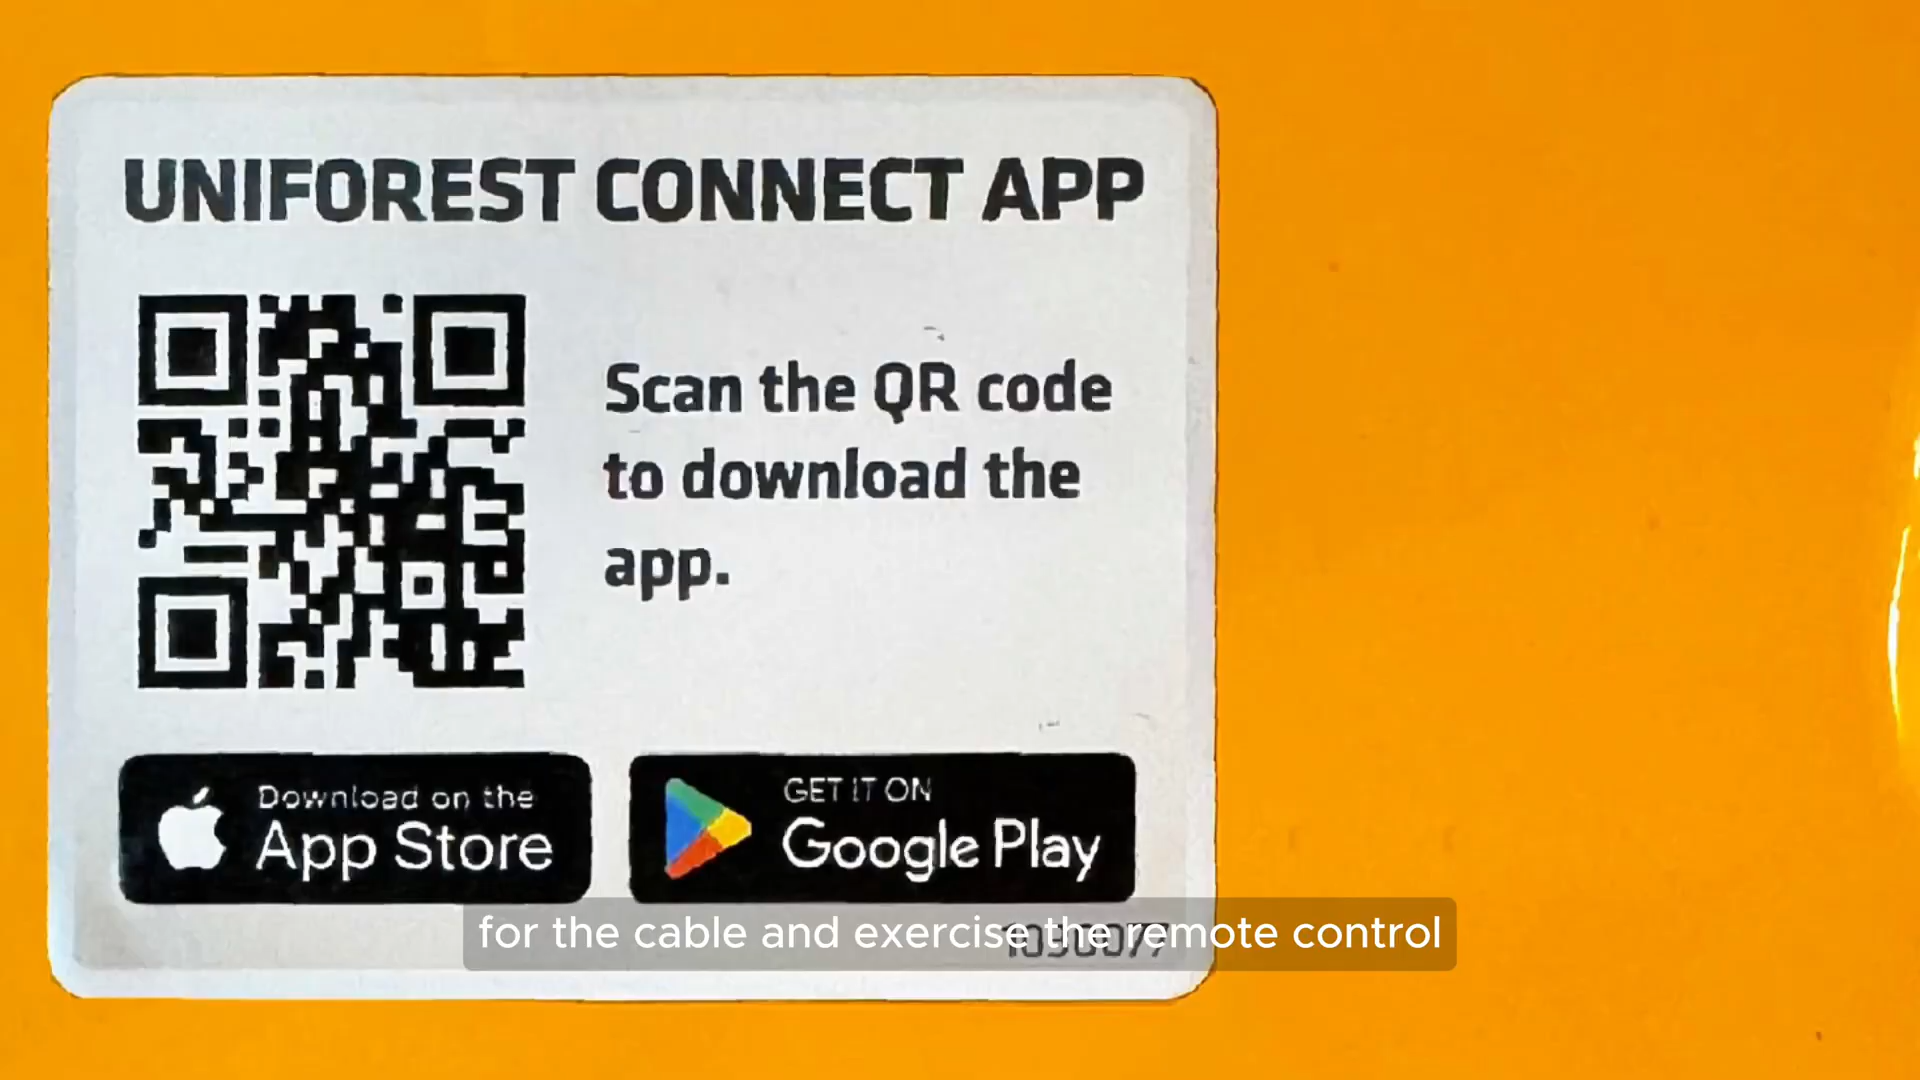 UNIFOREST CONNECT APP
Scan the QR code
to download the
app.
Download on the
App Store
GET IT ON
Google Play
for the cable and exercise the remote control